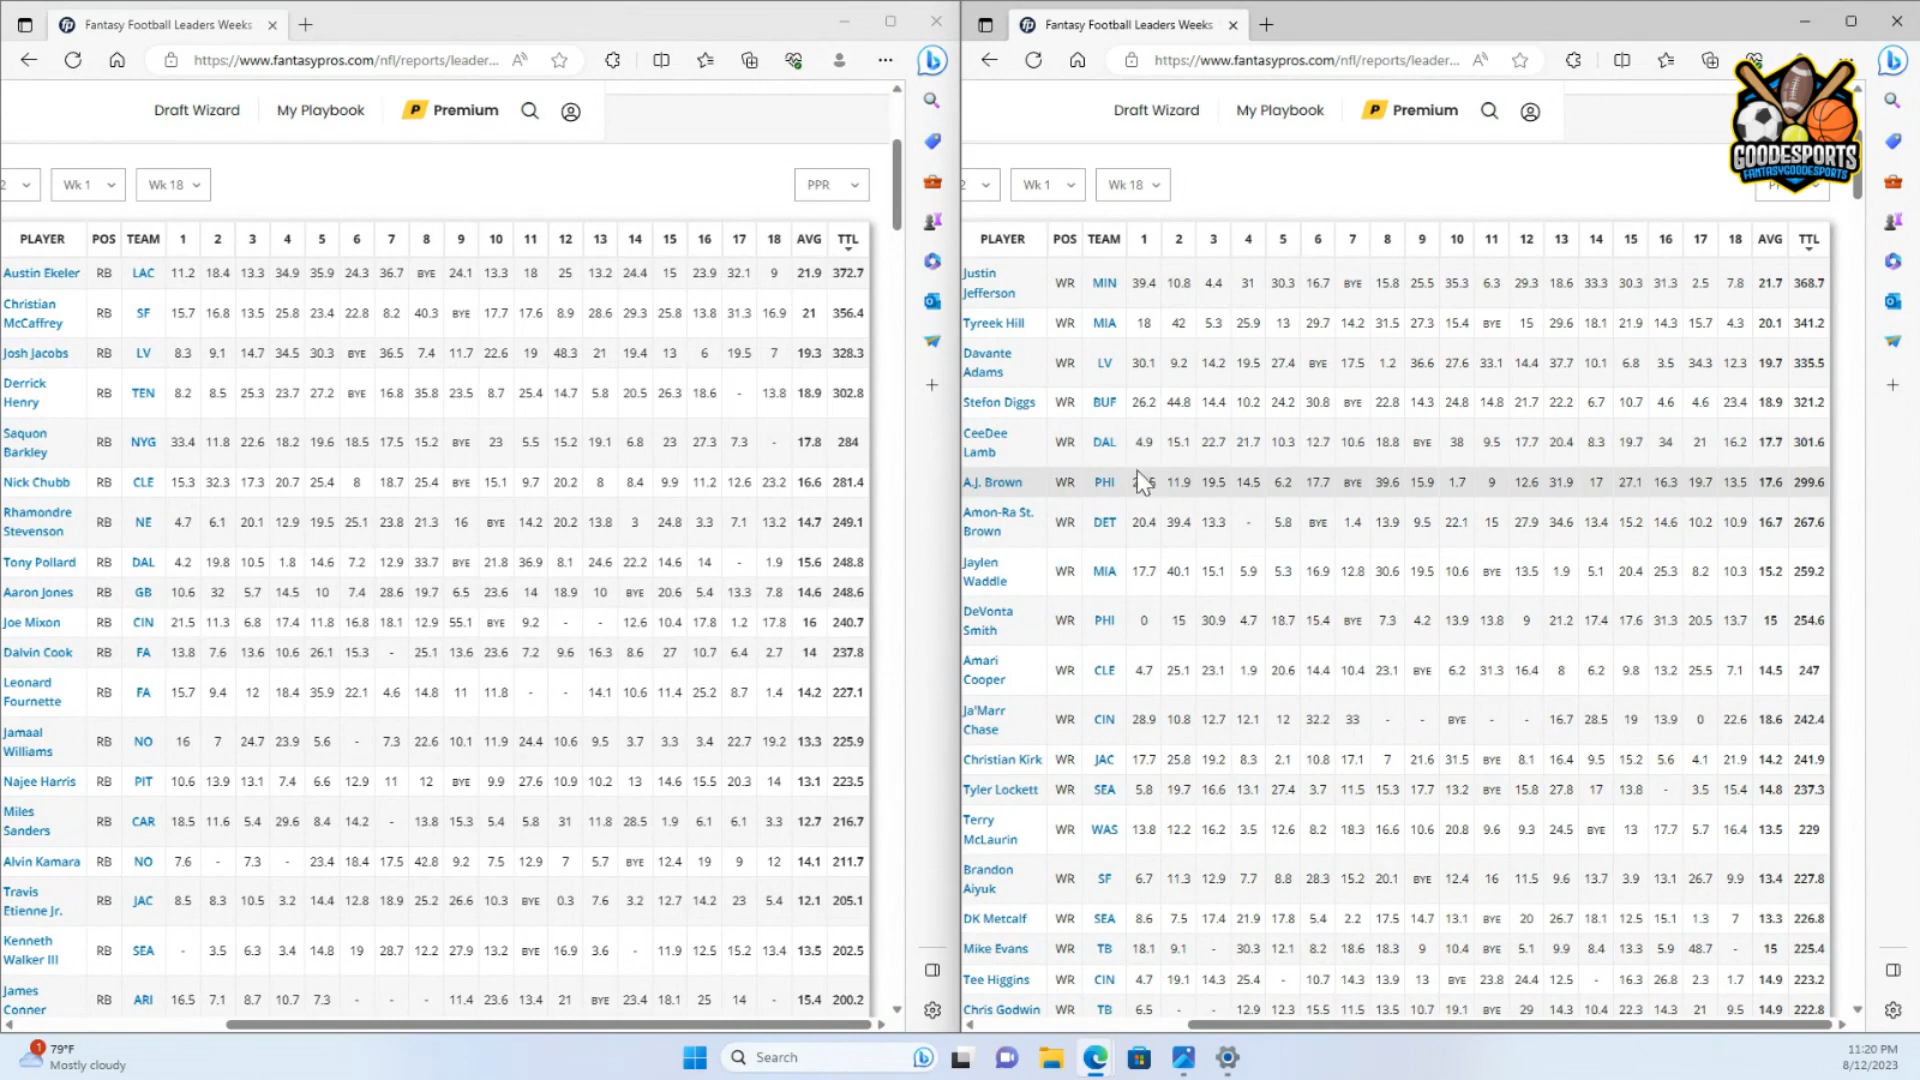 Fantasy Football Leaders Weeks
https://www.fantasypros.com/nfl/reports/leader...
Draft Wizard My Playbook P Premium
2 Wk 1 Wk 18 PPR
PLAYER POS TEAM 1 2 3 4 5 6 7 8 9 10 11 12 13 14 15 16 17 18 AVG TTL
Austin Ekeler RB LAC 11.2 18.4 13.3 34.9 35.9 24.3 36.7 BYE 24.1 13.3 18 25 13.2 24.4 15 23.9 32.1 9 21.9 372.7
Christian
McCaffrey RB SF 15.7 16.8 13.5 25.8 23.4 22.8 8.2 40.3 BYE 17.7 17.6 8.9 28.6 29.3 25.8 13.8 31.3 16.9 21 356.4
Josh Jacobs RB LV 8.3 9.1 14.7 34.5 30.3 BYE 36.5 7.4 11.7 22.6 19 48.3 21 19.4 13 6 19.5 7 19.3 328.3
Derrick
Henry RB TEN 8.2 8.5 25.3 23.7 27.2 BYE 16.8 35.8 23.5 8.7 25.4 14.7 5.8 20.5 26.3 18.6 - 13.8 18.9 302.8
Saquon
Barkley RB NYG 33.4 11.8 22.6 18.2 19.6 18.5 17.5 15.2 BYE 23 5.5 15.2 19.1 6.8 23 27.3 7.3 - 17.8 284
Nick Chubb RB CLE 15.3 32.3 17.3 20.7 25.4 8 18.7 25.4 BYE 15.1 9.7 20.2 8 8.4 9.9 11.2 12.6 23.2 16.6 281.4
Rhamondre
Stevenson RB NE 4.7 6.1 20.1 12.9 19.5 25.1 23.8 21.3 16 BYE 14.2 20.2 13.8 3 24.8 3.3 7.1 13.2 14.7 249.1
Tony Pollard RB DAL 4.2 19.8 10.5 1.8 14.6 7.2 12.9 33.7 BYE 21.8 36.9 8.1 24.6 22.2 14.6 14 - 1.9 15.6 248.8
Aaron Jones RB GB 10.6 32 5.7 14.5 10 7.4 28.6 19.7 6.5 23.6 14 18.9 10 BYE 20.6 5.4 13.3 7.8 14.6 248.6
Joe Mixon RB CIN 21.5 11.3 6.8 17.4 11.8 16.8 18.1 12.9 55.1 BYE 9.2 - - 12.6 10.4 17.8 1.2 17.8 16 240.7
Dalvin Cook RB FA 13.8 7.6 13.6 10.6 26.1 15.3 - 25.1 13.6 23.6 7.2 9.6 16.3 8.6 27 10.7 6.4 2.7 14 237.8
Leonard
Fournette RB FA 15.7 9.4 12 18.4 35.9 22.1 4.6 14.8 11 11.8 - - 14.1 10.6 11.4 25.2 8.7 1.4 14.2 227.1
Jamaal
Williams RB NO 16 7 24.7 23.9 5.6 - 7.3 22.6 10.1 11.9 24.4 10.6 9.5 3.7 3.3 3.4 22.7 19.2 13.3 225.9
Najee Harris RB PIT 10.6 13.9 13.1 7.4 6.6 12.9 11 12 BYE 9.9 27.6 10.9 10.2 13 14.6 15.5 20.3 14 13.1 223.5
Miles
Sanders RB CAR 18.5 11.6 5.4 29.6 8.4 14.2 - 13.8 15.3 5.4 5.8 31 11.8 28.5 1.9 6.1 6.1 3.3 12.7 216.7
Alvin Kamara RB NO 7.6 - 7.3 - 23.4 18.4 17.5 42.8 9.2 7.5 12.9 7 5.7 BYE 12.4 19 9 12 14.1 211.7
Travis
Etienne Jr. RB JAC 8.5 8.3 10.5 3.2 14.4 12.8 18.9 25.2 26.6 10.3 BYE 0.3 7.6 3.2 12.7 14.2 23 5.4 12.1 205.1
Kenneth
Walker III RB SEA - 3.5 6.3 3.4 14.8 19 28.7 12.2 27.9 13.2 BYE 16.9 3.6 - 11.9 12.5 15.2 13.4 13.5 202.5
James
Conner RB ARI 16.5 7.1 8.7 10.7 7.3 - - - 11.4 23.6 13.4 21 BYE 23.4 18.1 25 14 - 15.4 200.2
Fantasy Football Leaders Weeks
https://www.fantasypros.com/nfl/reports/leader...
Draft Wizard My Playbook P Premium
GOODESPORTS
FANTASYGOODESPORTS
2 Wk 1 Wk 18
PLAYER POS TEAM 1 2 3 4 5 6 7 8 9 10 11 12 13 14 15 16 17 18 AVG TTL
Justin
Jefferson WR MIN 39.4 10.8 4.4 31 30.3 16.7 BYE 15.8 25.5 35.3 6.3 29.3 18.6 33.3 30.3 31.3 2.5 7.8 21.7 368.7
Tyreek Hill WR MIA 18 42 5.3 25.9 13 29.7 14.2 31.5 27.3 15.4 BYE 15 29.6 18.1 21.9 14.3 15.7 4.3 20.1 341.2
Davante
Adams WR LV 30.1 9.2 14.2 19.5 27.4 BYE 17.5 1.2 36.6 27.6 33.1 14.4 37.7 10.1 6.8 3.5 34.3 12.3 19.7 335.5
Stefon Diggs WR BUF 26.2 44.8 14.4 10.2 24.2 30.8 BYE 22.8 14.3 24.8 14.8 21.7 22.2 6.7 10.7 4.6 4.6 23.4 18.9 321.2
CeeDee
Lamb WR DAL 4.9 15.1 22.7 21.7 10.3 12.7 10.6 18.8 BYE 38 9.5 17.7 20.4 8.3 19.7 34 21 16.2 17.7 301.6
A.J. Brown WR PHI 11.9 19.5 14.5 6.2 17.7 BYE 39.6 15.9 1.7 9 12.6 31.9 17 27.1 16.3 19.7 13.5 17.6 299.6
Amon-Ra St.
Brown WR DET 20.4 39.4 13.3 - 5.8 BYE 1.4 13.9 9.5 22.1 15 27.9 34.6 13.4 15.2 14.6 10.2 10.9 16.7 267.6
Jaylen
Waddle WR MIA 17.7 40.1 15.1 5.9 5.3 16.9 12.8 30.6 19.5 10.6 BYE 13.5 1.9 5.1 20.4 25.3 8.2 10.3 15.2 259.2
DeVonta
Smith WR PHI 0 15 30.9 4.7 18.7 15.4 BYE 7.3 4.2 13.9 13.8 9 21.2 17.4 17.6 31.3 20.5 13.7 15 254.6
Amari
Cooper WR CLE 4.7 25.1 23.1 1.9 20.6 14.4 10.4 23.1 BYE 6.2 31.3 16.4 8 6.2 9.8 13.2 25.5 7.1 14.5 247
Ja'Marr
Chase WR CIN 28.9 10.8 12.7 12.1 12 32.2 33 - - BYE - - 16.7 28.5 19 13.9 0 22.6 18.6 242.4
Christian Kirk WR JAC 17.7 25.8 19.2 8.3 2.1 10.8 17.1 7 21.6 31.5 BYE 8.1 16.4 9.5 15.2 5.6 4.1 21.9 14.2 241.9
Tyler Lockett WR SEA 5.8 19.7 16.6 13.1 27.4 3.7 11.5 15.3 17.7 13.2 BYE 15.8 27.8 17 13.8 - 3.5 15.4 14.8 237.3
Terry
McLaurin WR WAS 13.8 12.2 16.2 3.5 12.6 8.2 18.3 16.6 10.6 20.8 9.6 9.3 24.5 BYE 13 17.7 5.7 16.4 13.5 229
Brandon
Aiyuk WR SF 6.7 11.3 12.9 7.7 8.8 28.3 15.2 20.1 BYE 12.4 16 11.5 9.6 13.7 3.9 13.1 26.7 9.9 13.4 227.8
DK Metcalf WR SEA 8.6 7.5 17.4 21.9 17.8 5.4 2.2 17.5 14.7 13.1 BYE 20 26.7 18.1 12.5 15.1 1.3 7 13.3 226.8
Mike Evans WR TB 18.1 9.1 - 30.3 12.1 8.2 18.6 18.3 9 10.4 BYE 5.1 9.9 8.4 13.3 5.9 48.7 - 15 225.4
Tee Higgins WR CIN 4.7 19.1 14.3 25.4 - 10.7 14.3 13.9 13 BYE 23.8 24.4 12.5 - 16.3 26.8 2.3 1.7 14.9 223.2
Chris Godwin WR TB 6.5 - - 12.9 12.3 15.5 11.5 13.5 10.7 19.1 BYE 29 14.3 10.4 22.3 14.3 21 9.5 14.9 222.8
1 79°F
Mostly cloudy
Search
11:20 PM
8/12/2023